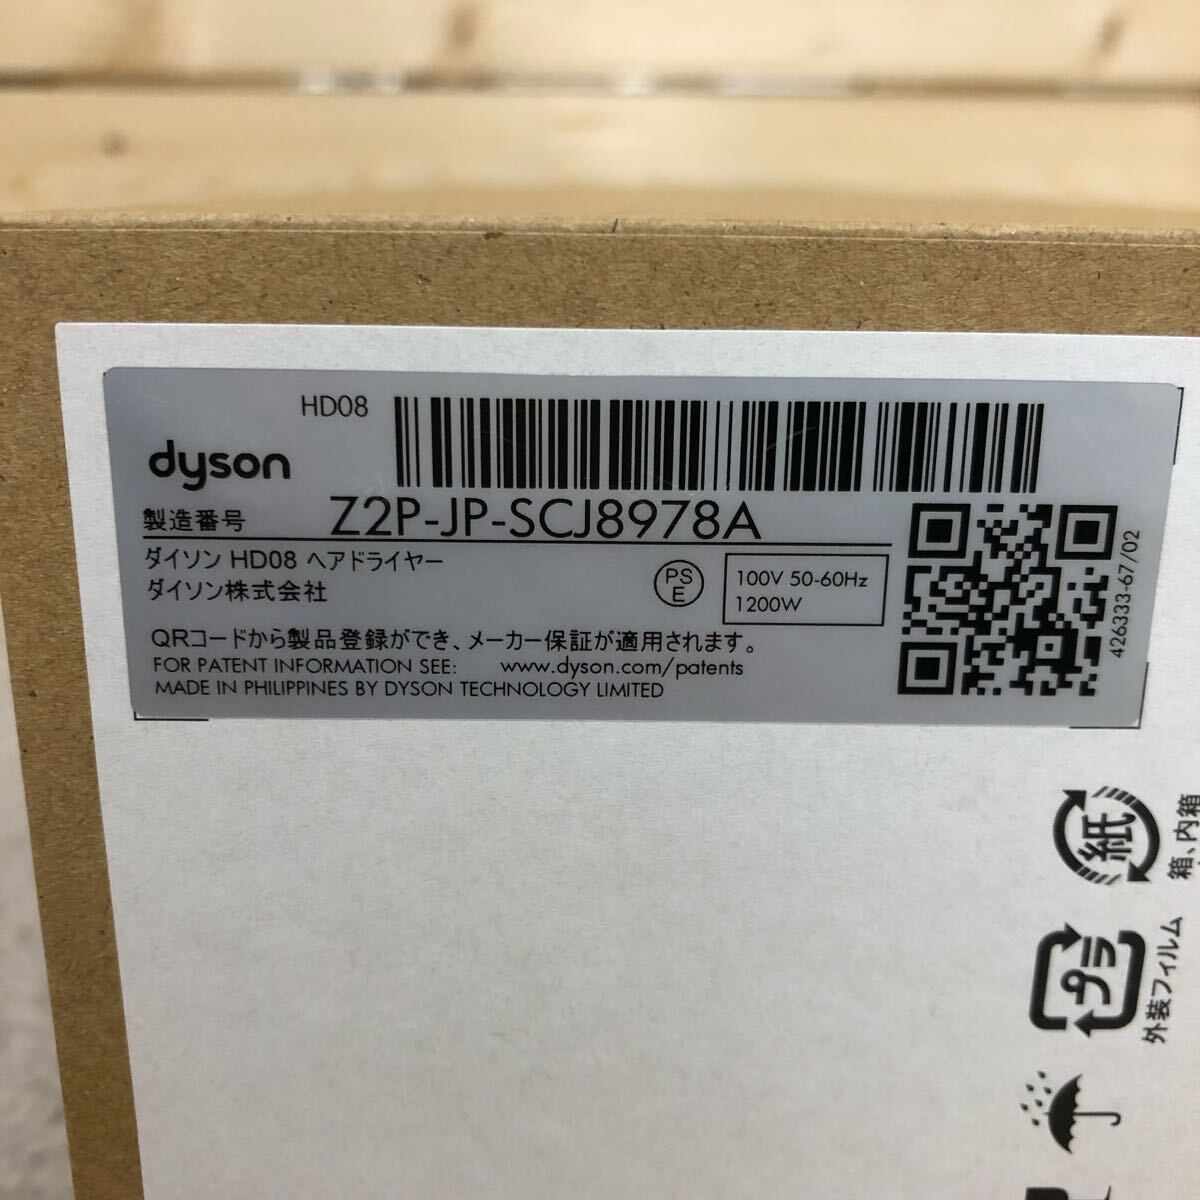 HD08
dyson
製造番号 Z2P-JP-SCJ8978A
ダイソン HD08 ヘアドライヤー
ダイソン株式会社
PS
E
100V 50-60Hz
1200W
QRコードから製品登録ができ、メーカー保証が適用されます。
FOR PATENT INFORMATION SEE: www.dyson.com/patents
MADE IN PHILIPPINES BY DYSON TECHNOLOGY LIMITED
426333-67/02
紙
箱、内箱
プラ
外装フィルム